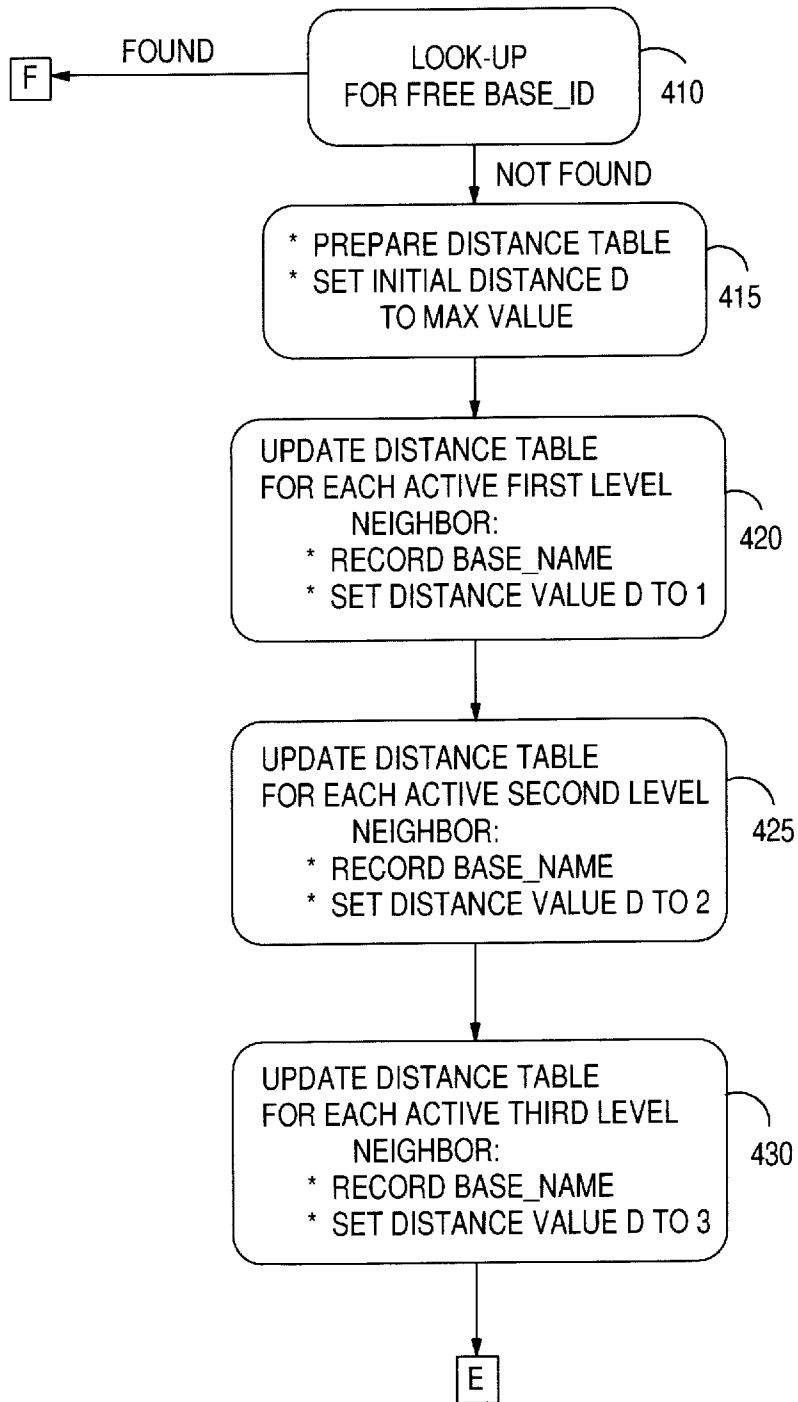 FOUND
F
LOOK-UP
FOR FREE BASE_ID
410
NOT FOUND
* PREPARE DISTANCE TABLE
* SET INITIAL DISTANCE D
TO MAX VALUE
415
UPDATE DISTANCE TABLE
FOR EACH ACTIVE FIRST LEVEL
NEIGHBOR:
* RECORD BASE_NAME
* SET DISTANCE VALUE D TO 1
420
UPDATE DISTANCE TABLE
FOR EACH ACTIVE SECOND LEVEL
NEIGHBOR:
* RECORD BASE_NAME
* SET DISTANCE VALUE D TO 2
425
UPDATE DISTANCE TABLE
FOR EACH ACTIVE THIRD LEVEL
NEIGHBOR:
* RECORD BASE_NAME
* SET DISTANCE VALUE D TO 3
430
E